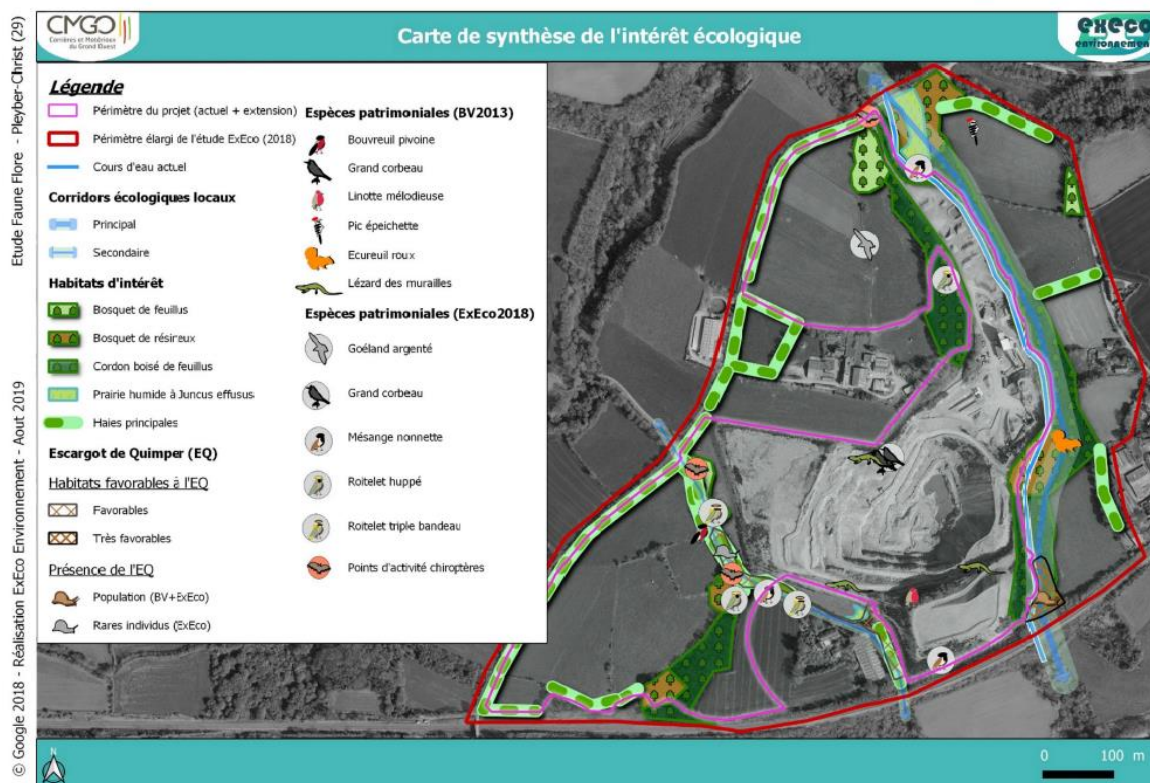 CMGO
Carrières et Matériaux
du Grand Ouest
Carte de synthèse de l'intérêt écologique
execo
environnement
Etude Faune Flore - Pleyber-Christ (29)
© Google 2018 - Réalisation ExEco Environnement - Aout 2019
Légende
Périmètre du projet (actuel + extension)
Périmètre élargi de l'étude ExEco (2018)
Cours d'eau actuel
Corridors écologiques locaux
Principal
Secondaire
Habitats d'intérêt
Bosquet de feuillus
Bosquet de résineux
Cordon boisé de feuillus
Prairie humide à Juncus effusus
Haies principales
Escargot de Quimper (EQ)
Habitats favorables à l'EQ
Favorables
Très favorables
Présence de l'EQ
Population (BV+ExEco)
Rares individus (ExEco)
Espèces patrimoniales (BV2013)
Bouvreuil pivoine
Grand corbeau
Linotte mélodieuse
Pic épeichette
Ecureuil roux
Lézard des murailles
Espèces patrimoniales (ExEco2018)
Goéland argenté
Grand corbeau
Mésange nonnette
Roitelet huppé
Roitelet triple bandeau
Points d'activité chiroptères
N
0 100 m